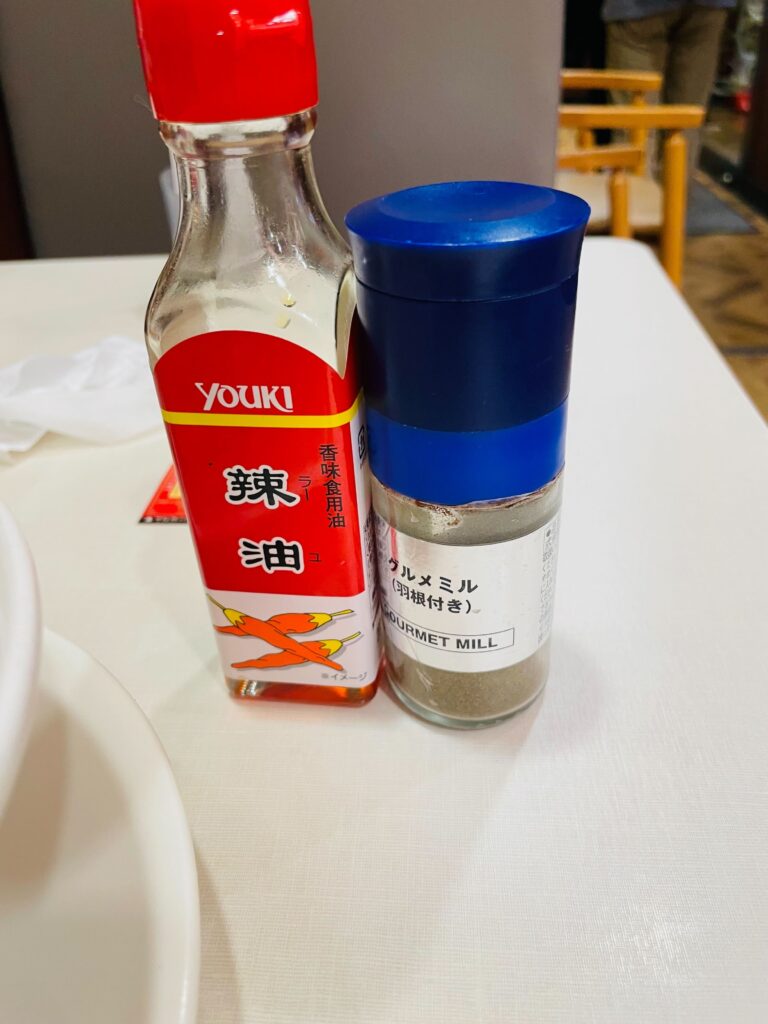 YOUKI
香味食用油
辣
ラー
油
ユ
※イメージ
グルメミル
(羽根付き)
GOURMET MILL